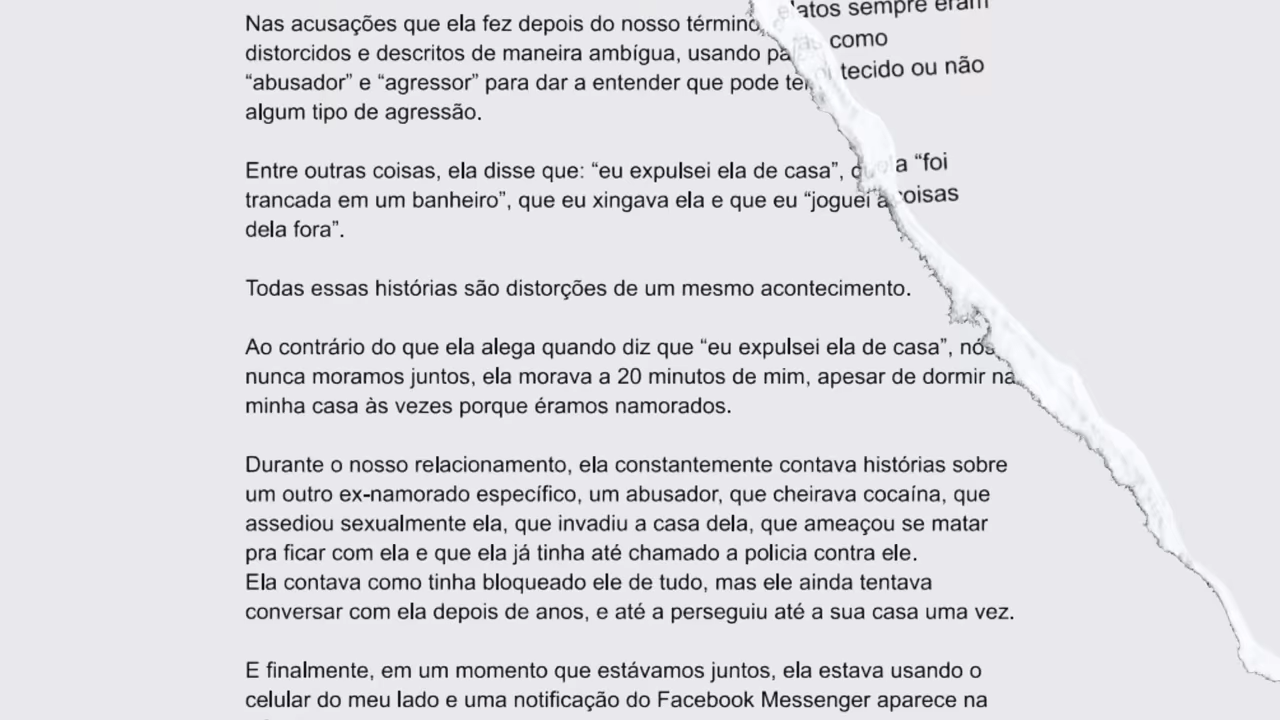 Nas acusações que ela fez depois do nosso término, relatos sempre eram
distorcidos e descritos de maneira ambígua, usando como
“abusador” e “agressor” para dar a entender que pode ter ou não
algum tipo de agressão.
Entre outras coisas, ela disse que: “eu expulsei ela de casa”, “foi
trancada em um banheiro”, que eu xingava ela e que eu “joguei coisas
dela fora”.
Todas essas histórias são distorções de um mesmo acontecimento.
Ao contrário do que ela alega quando diz que “eu expulsei ela de casa”, nós
nunca moramos juntos, ela morava a 20 minutos de mim, apesar de dormir na
minha casa às vezes porque éramos namorados.
Durante o nosso relacionamento, ela constantemente contava histórias sobre
um outro ex-namorado específico, um abusador, que cheirava cocaína, que
assediou sexualmente ela, que invadiu a casa dela, que ameaçou se matar
pra ficar com ela e que ela já tinha até chamado a policia contra ele.
Ela contava como tinha bloqueado ele de tudo, mas ele ainda tentava
conversar com ela depois de anos, e até a perseguiu até a sua casa uma vez.
E finalmente, em um momento que estávamos juntos, ela estava usando o
celular do meu lado e uma notificação do Facebook Messenger aparece na